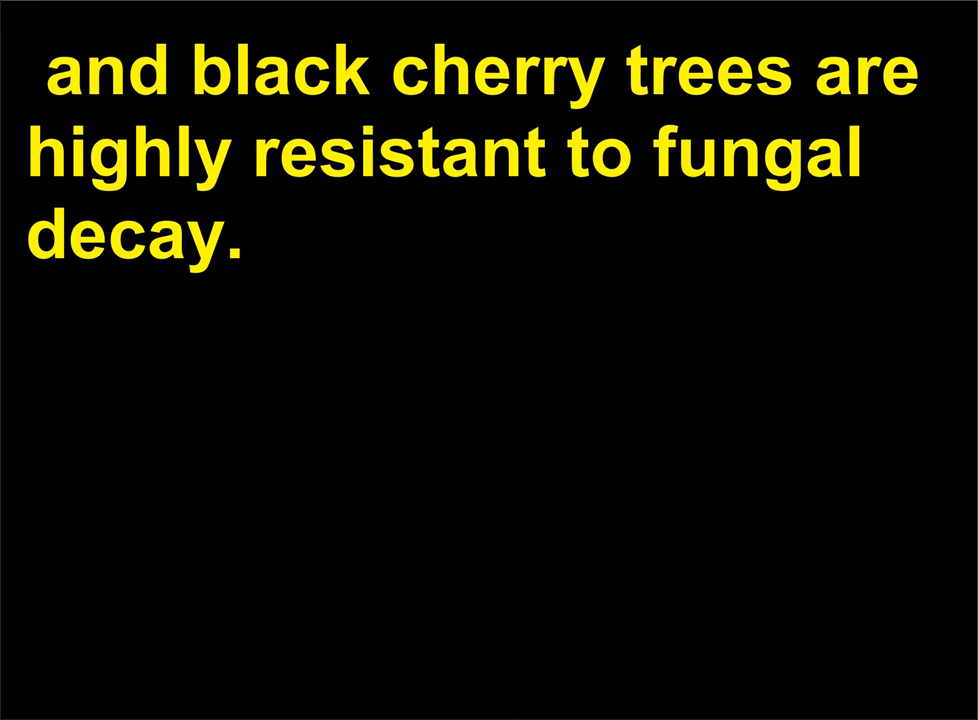 and black cherry trees are
highly resistant to fungal
decay.